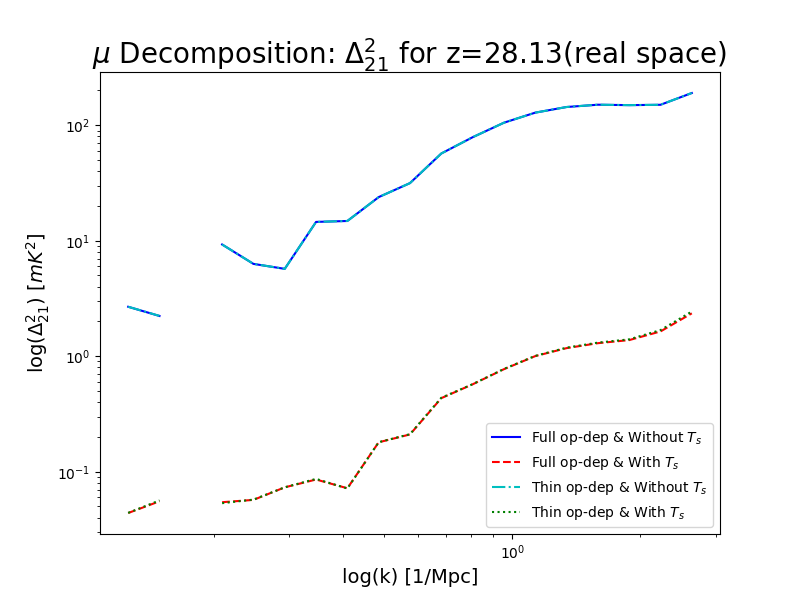 μ Decomposition: Δ²₂₁ for z=28.13(real space)
10²
10¹
10⁰
10⁻¹
log(Δ²₂₁) [mK²]
Full op-dep & Without Tₛ
Full op-dep & With Tₛ
Thin op-dep & Without Tₛ
Thin op-dep & With Tₛ
10⁰
log(k) [1/Mpc]